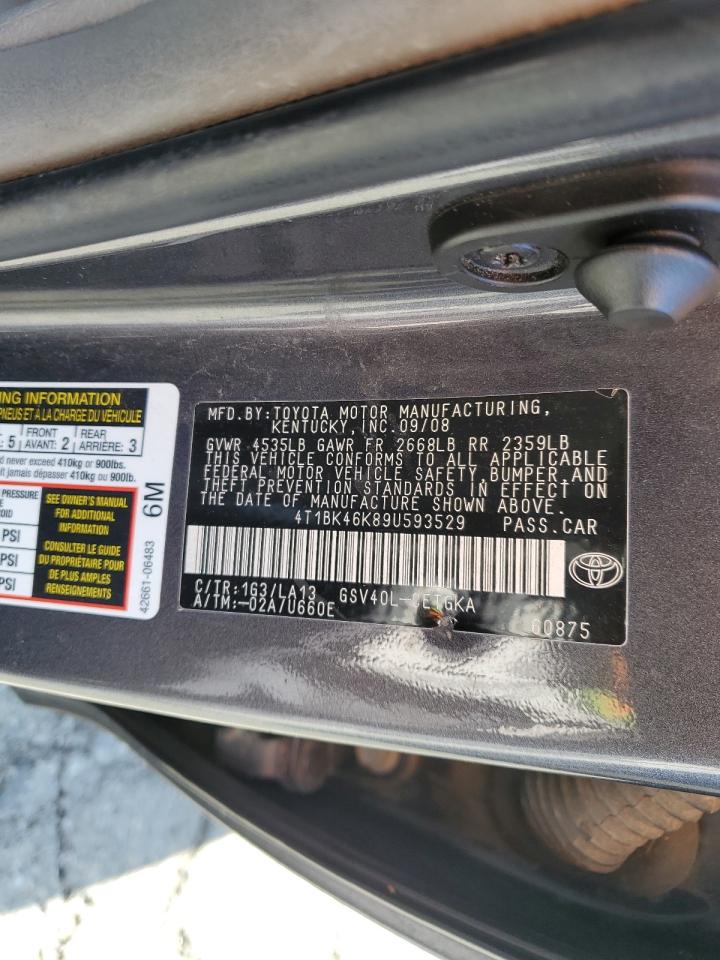 ING INFORMATION
PNEUS ET À LA CHARGE DU VÉHICULE
: 5 FRONT AVANT: 2 REAR ARRIÈRE: 3
d never exceed 410kg or 900lbs.
it jamais dépasser 410kg ou 900lb.
PRESSURE
OID
PSI
PSI
PSI
SEE OWNER'S MANUAL
FOR ADDITIONAL
INFORMATION
CONSULTER LE GUIDE
DU PROPRIÉTAIRE POUR
DE PLUS AMPLES
RENSEIGNEMENTS
6M
42661-06483
MFD.BY:TOYOTA MOTOR MANUFACTURING,
KENTUCKY, INC.09/08
GVWR 4535LB GAWR FR 2668LB RR 2359LB
THIS VEHICLE CONFORMS TO ALL APPLICABLE
FEDERAL MOTOR VEHICLE SAFETY,BUMPER,AND
THEFT PREVENTION STANDARDS IN EFFECT ON
THE DATE OF MANUFACTURE SHOWN ABOVE.
4T1BK46K89U593529 PASS.CAR
C/TR:1G3/LA13 GSV40L-CETGKA
A/TM:-02A/U660E
60875